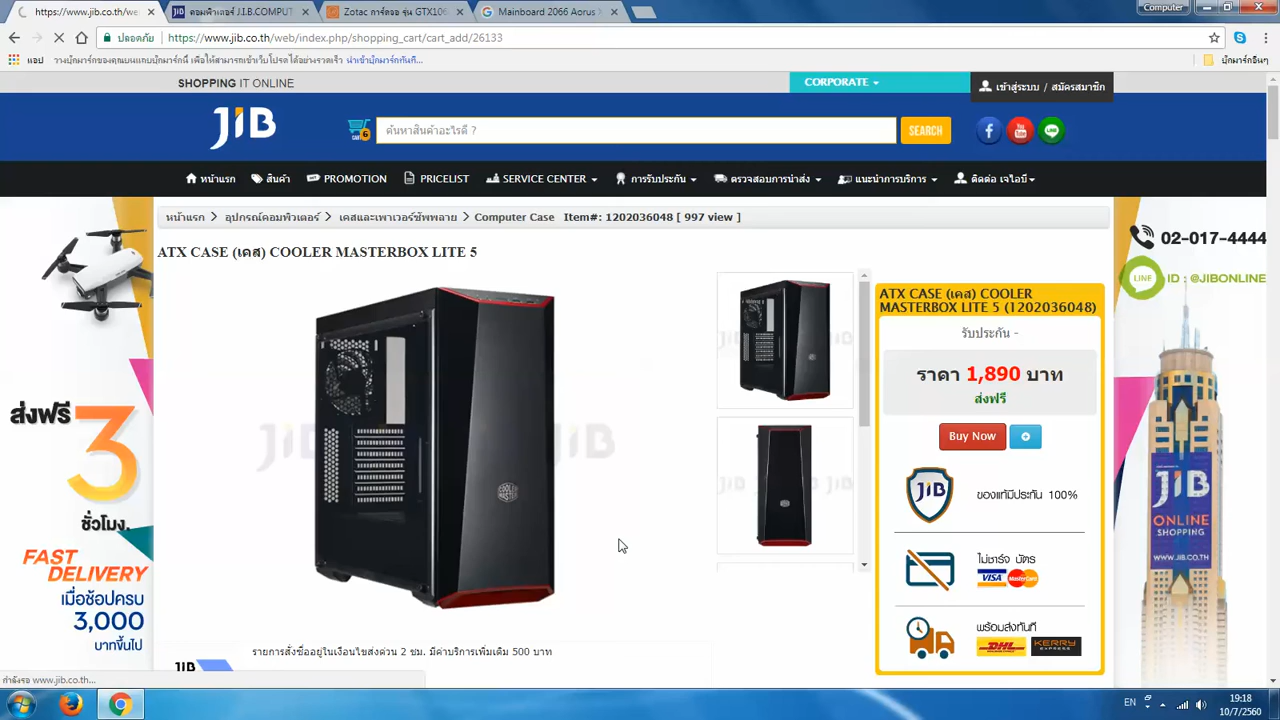 https://www.jib.co.th/we
คอมพิวเตอร์ J.I.B.COMPUT
Zotac การ์ดจอ รุ่น GTX106
Mainboard 2066 Aorus
Computer
ปลอดภัย
https://www.jib.co.th/web/index.php/shopping_cart/cart_add/26133
แอป
วางบุ๊กมาร์กของคุณบนแถบบุ๊กมาร์กนี้ เพื่อให้สามารถเข้าเว็บโปรดได้อย่างรวดเร็ว นำเข้าบุ๊กมาร์กทันที...
บุ๊กมาร์กอื่นๆ
SHOPPING IT ONLINE
CORPORATE
เข้าสู่ระบบ / สมัครสมาชิก
JIB
6
ค้นหาสินค้าอะไรดี ?
SEARCH
หน้าแรก
สินค้า
PROMOTION
PRICELIST
SERVICE CENTER
การรับประกัน
ตรวจสอบการนำส่ง
แนะนำการบริการ
ติดต่อ เจไอบี
หน้าแรก
อุปกรณ์คอมพิวเตอร์
เคสและเพาเวอร์ซัพพลาย
Computer Case
Item#: 1202036048 [ 997 view ]
ATX CASE (เคส) COOLER MASTERBOX LITE 5
02-017-4444
LINE
ID : @JIBONLINE
ATX CASE (เคส) COOLER
MASTERBOX LITE 5 (1202036048)
รับประกัน -
ราคา 1,890 บาท
ส่งฟรี
Buy Now
JIB
ของแท้มีประกัน 100%
ไม่ชาร์จ บัตร
VISA
MasterCard
พร้อมส่งทันที
DHL
KERRY
EXPRESS
ส่งฟรี
3
ชั่วโมง.
FAST
DELIVERY
เมื่อช้อปครบ
3,000
บาทขึ้นไป
JIB
ONLINE
SHOPPING
WWW.JIB.CO.TH
JIB
รายการสั่งซื้ออยู่ในเงื่อนไขส่งด่วน 2 ชม. มีค่าบริการเพิ่มเติม 500 บาท
JIB
กำลังรอ www.jib.co.th...
EN
19:18
10/7/2560